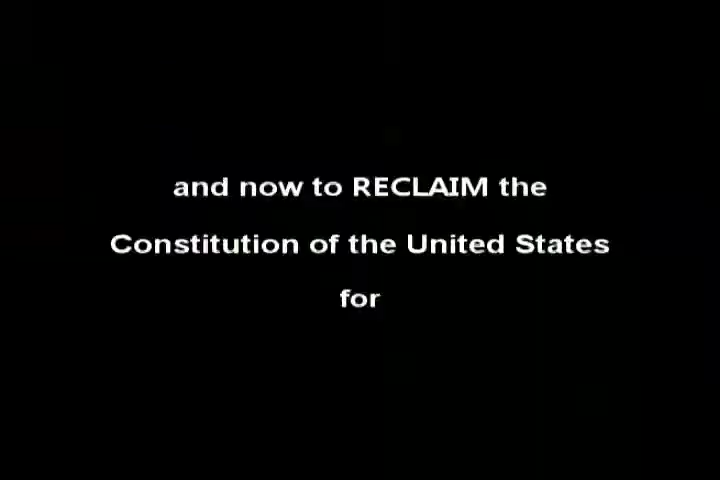 and now to RECLAIM the
Constitution of the United States
for